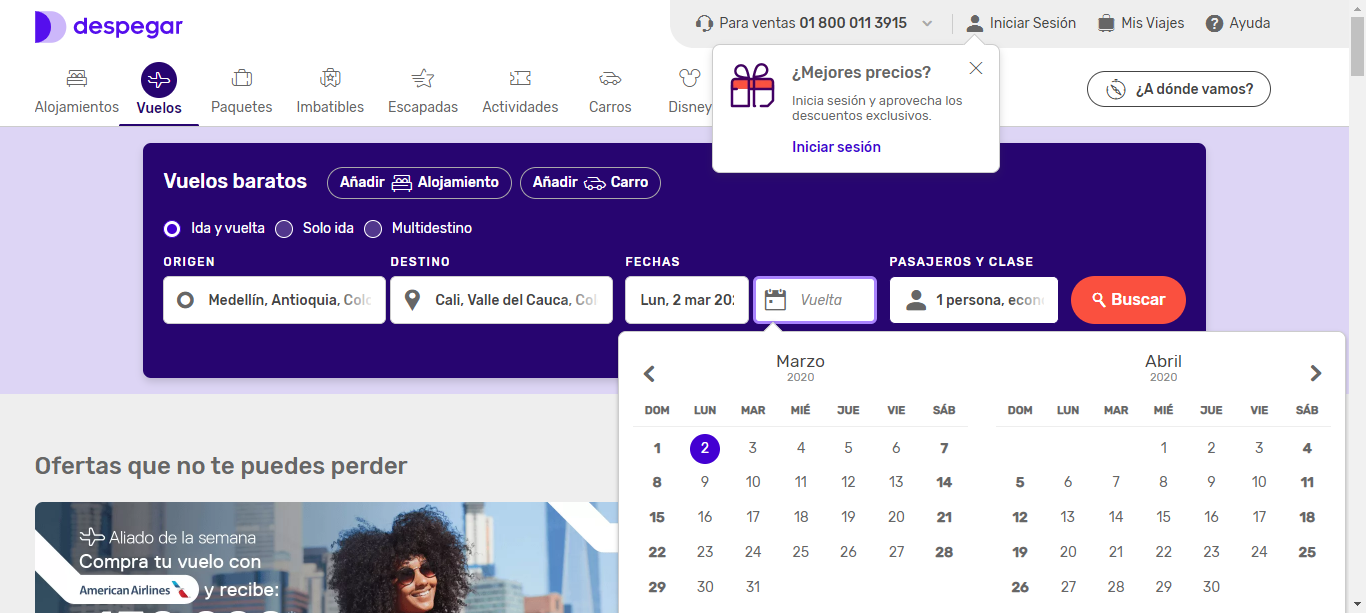 despegar
Para ventas 01 800 011 3915
Iniciar Sesión
Mis Viajes
Ayuda
Alojamientos
Vuelos
Paquetes
Imbatibles
Escapadas
Actividades
Carros
Disney
¿A dónde vamos?
¿Mejores precios?
Inicia sesión y aprovecha los
descuentos exclusivos.
Iniciar sesión
Vuelos baratos
Añadir Alojamiento
Añadir Carro
Ida y vuelta
Solo ida
Multidestino
ORIGEN
DESTINO
FECHAS
PASAJEROS Y CLASE
Medellín, Antioquia, Colo
Cali, Valle del Cauca, Col
Lun, 2 mar 202
Vuelta
1 persona, econ
Buscar
Marzo
2020
DOM LUN MAR MIÉ JUE VIE SÁB
1 2 3 4 5 6 7
8 9 10 11 12 13 14
15 16 17 18 19 20 21
22 23 24 25 26 27 28
29 30 31
Abril
2020
DOM LUN MAR MIÉ JUE VIE SÁB
1 2 3 4
5 6 7 8 9 10 11
12 13 14 15 16 17 18
19 20 21 22 23 24 25
26 27 28 29 30
Ofertas que no te puedes perder
Aliado de la semana
Compra tu vuelo con
American Airlines y recibe: